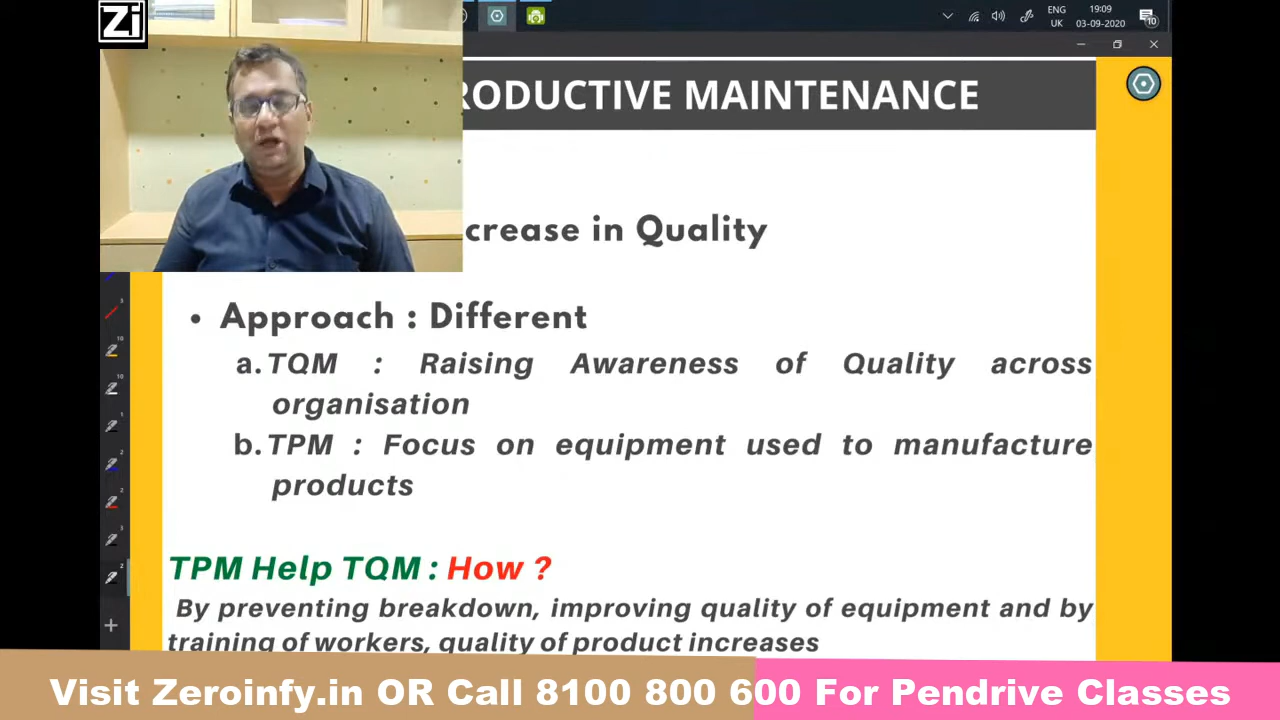 Zi
ENG
UK
19:09
03-09-2020
10
RODUCTIVE MAINTENANCE
crease in Quality
• Approach : Different
a. TQM : Raising Awareness of Quality across
organisation
b. TPM : Focus on equipment used to manufacture
products
TPM Help TQM : How ?
By preventing breakdown, improving quality of equipment and by
training of workers, quality of product increases
Visit Zeroinfy.in OR Call 8100 800 600 For Pendrive Classes